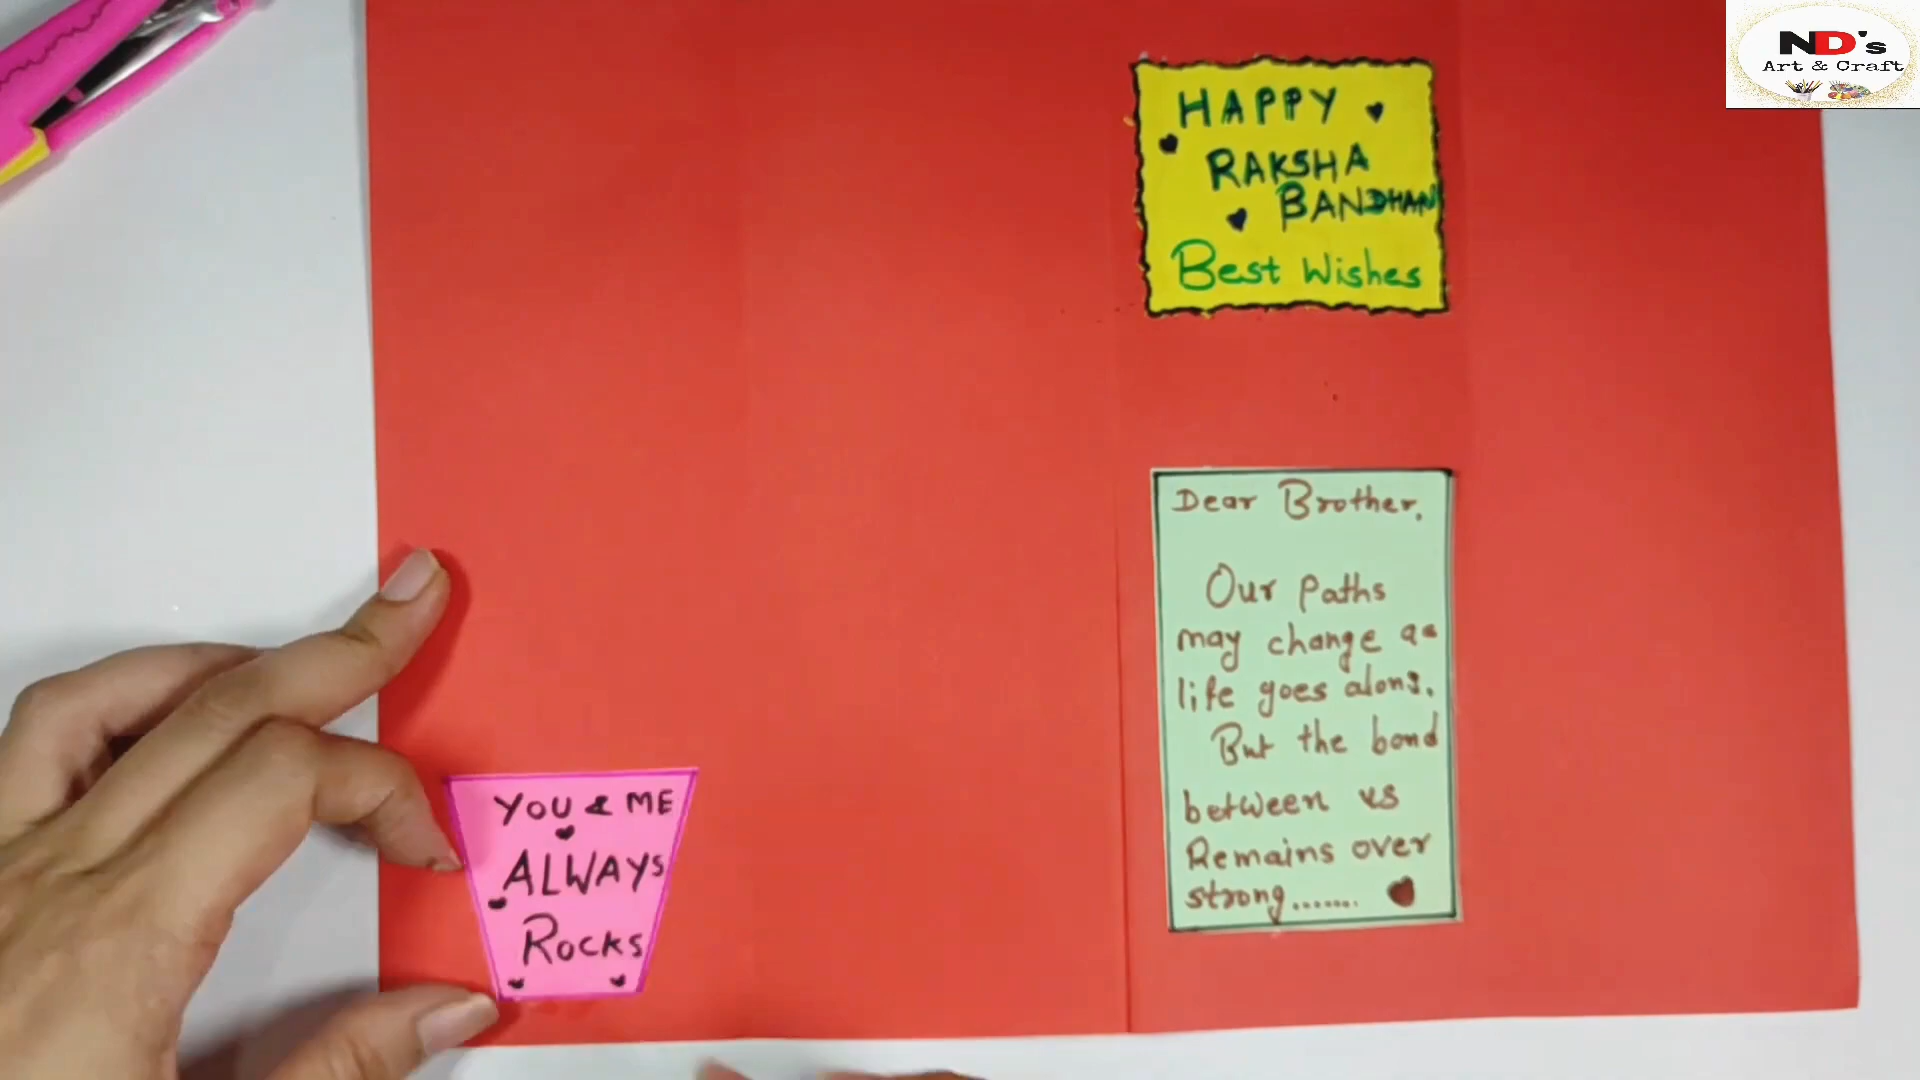 ND's
Art & Craft
HAPPY
RAKSHA
BANDHAN
Best Wishes
Dear Brother,
Our Paths
may change as
life goes along.
But the bond
between us
Remains over
strong.......
YOU & ME
ALWAYS
ROCKS